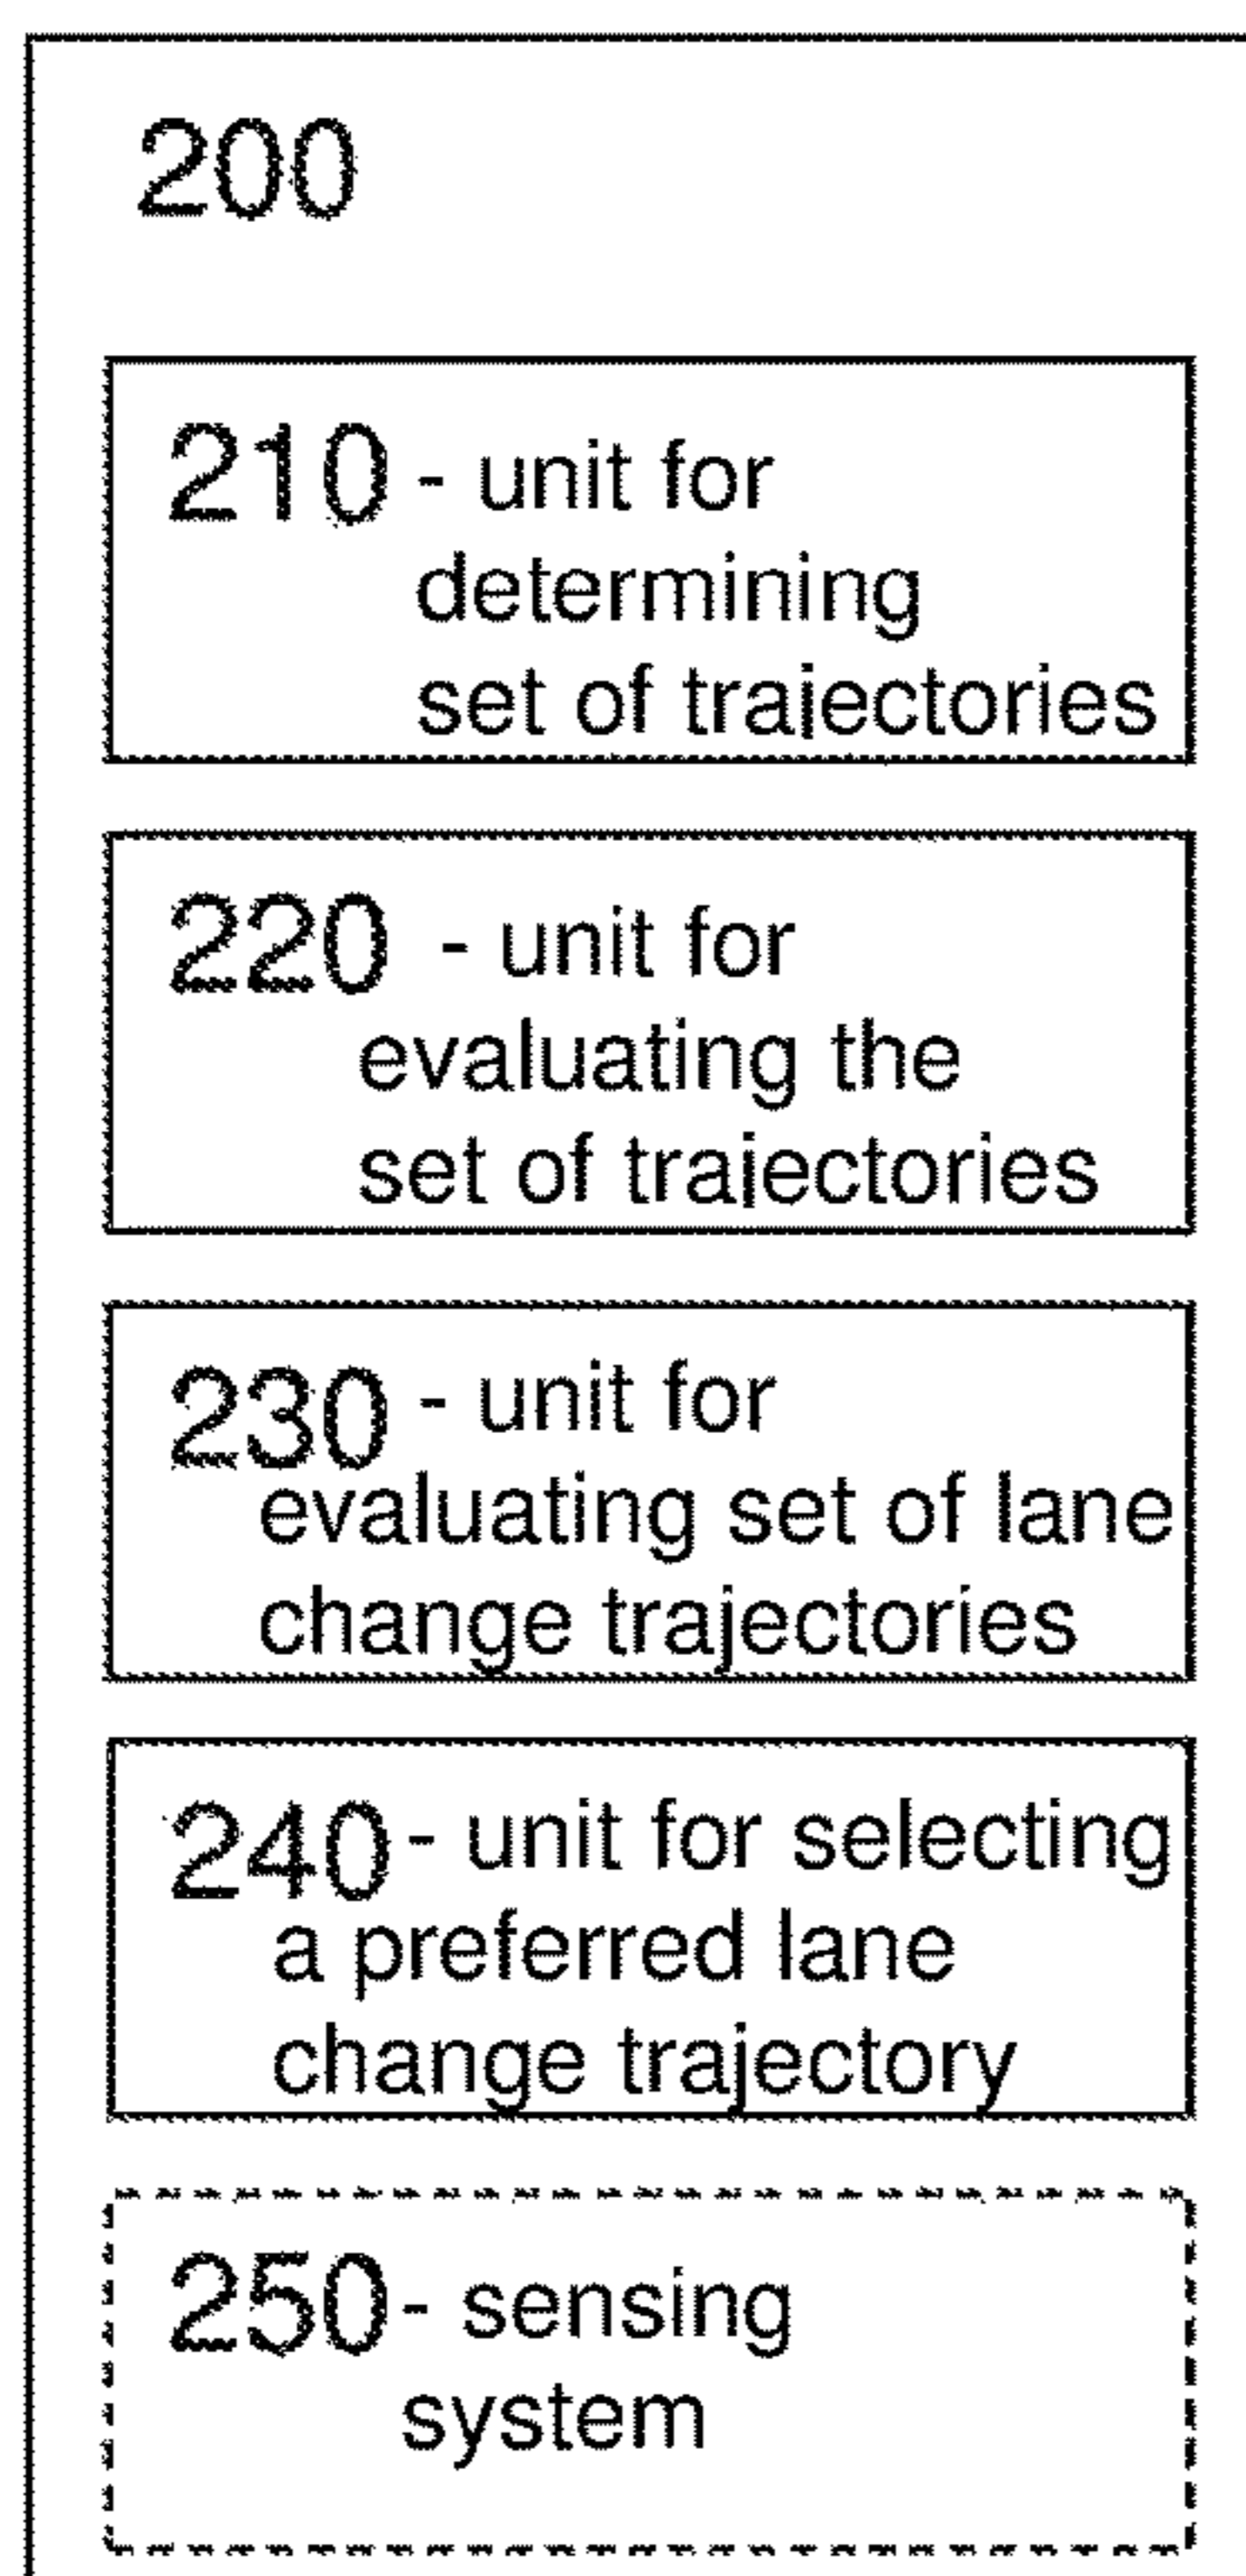 200
210 - unit for
determining
set of trajectories
220 - unit for
evaluating the
set of trajectories
230 - unit for
evaluating set of lane
change trajectories
240 - unit for selecting
a preferred lane
change trajectory
250 - sensing
system